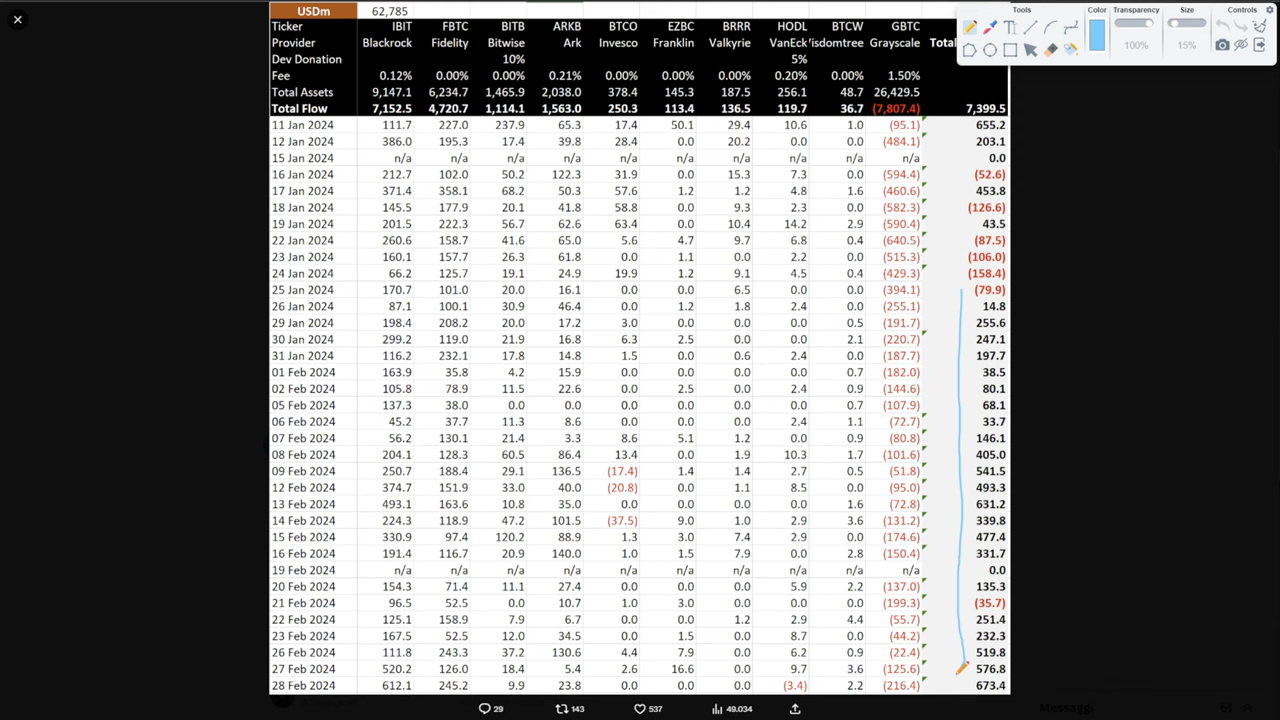 USDm 62,785
Ticker IBIT FBTC BITB ARKB BTCO EZBC BRRR HODL BTCW GBTC
Provider Blackrock Fidelity Bitwise Ark Invesco Franklin Valkyrie VanEck 'isdomtree Grayscale Total
Dev Donation 10% 5%
Fee 0.12% 0.00% 0.00% 0.21% 0.00% 0.00% 0.00% 0.20% 0.00% 1.50%
Total Assets 9,147.1 6,234.7 1,465.9 2,038.0 378.4 145.3 187.5 256.1 48.7 26,429.5
Total Flow 7,152.5 4,720.7 1,114.1 1,563.0 250.3 113.4 136.5 119.7 36.7 (7,807.4) 7,399.5
11 Jan 2024 111.7 227.0 237.9 65.3 17.4 50.1 29.4 10.6 1.0 (95.1) 655.2
12 Jan 2024 386.0 195.3 17.4 39.8 28.4 0.0 20.2 0.0 0.0 (484.1) 203.1
15 Jan 2024 n/a n/a n/a n/a n/a n/a n/a n/a n/a n/a 0.0
16 Jan 2024 212.7 102.0 50.2 122.3 31.9 0.0 15.3 7.3 0.0 (594.4) (52.6)
17 Jan 2024 371.4 358.1 68.2 50.3 57.6 1.2 1.2 4.8 1.6 (460.6) 453.8
18 Jan 2024 145.5 177.9 20.1 41.8 58.8 0.0 9.3 2.3 0.0 (582.3) (126.6)
19 Jan 2024 201.5 222.3 56.7 62.6 63.4 0.0 10.4 14.2 2.9 (590.4) 43.5
22 Jan 2024 260.6 158.7 41.6 65.0 5.6 4.7 9.7 6.8 0.4 (640.5) (87.5)
23 Jan 2024 160.1 157.7 26.3 61.8 0.0 1.1 0.0 2.2 0.0 (515.3) (106.0)
24 Jan 2024 66.2 125.7 19.1 24.9 19.9 1.2 9.1 4.5 0.4 (429.3) (158.4)
25 Jan 2024 170.7 101.0 20.0 16.1 0.0 0.0 6.5 0.0 0.0 (394.1) (79.9)
26 Jan 2024 87.1 100.1 30.9 46.4 0.0 1.2 1.8 2.4 0.0 (255.1) 14.8
29 Jan 2024 198.4 208.2 20.0 17.2 3.0 0.0 0.0 0.0 0.5 (191.7) 255.6
30 Jan 2024 299.2 119.0 21.9 16.8 6.3 2.5 0.0 0.0 2.1 (220.7) 247.1
31 Jan 2024 116.2 232.1 17.8 14.8 1.5 0.0 0.6 2.4 0.0 (187.7) 197.7
01 Feb 2024 163.9 35.8 4.2 15.9 0.0 0.0 0.0 0.0 0.7 (182.0) 38.5
02 Feb 2024 105.8 78.9 11.5 22.6 0.0 2.5 0.0 2.4 0.9 (144.6) 80.1
05 Feb 2024 137.3 38.0 0.0 0.0 0.0 0.0 0.0 0.0 0.7 (107.9) 68.1
06 Feb 2024 45.2 37.7 11.3 8.6 0.0 0.0 0.0 2.4 1.1 (72.7) 33.7
07 Feb 2024 56.2 130.1 21.4 3.3 8.6 5.1 1.2 0.0 0.9 (80.8) 146.1
08 Feb 2024 204.1 128.3 60.5 86.4 13.4 0.0 1.9 10.3 1.7 (101.6) 405.0
09 Feb 2024 250.7 188.4 29.1 136.5 (17.4) 1.4 1.4 2.7 0.5 (51.8) 541.5
12 Feb 2024 374.7 151.9 33.0 40.0 (20.8) 0.0 1.1 8.5 0.0 (95.0) 493.3
13 Feb 2024 493.1 163.6 10.8 35.0 0.0 0.0 0.0 0.0 1.6 (72.8) 631.2
14 Feb 2024 224.3 118.9 47.2 101.5 (37.5) 9.0 1.0 2.9 3.6 (131.2) 339.8
15 Feb 2024 330.9 97.4 120.2 88.9 1.3 3.0 7.4 2.9 0.0 (174.6) 477.4
16 Feb 2024 191.4 116.7 20.9 140.0 1.0 1.5 7.9 0.0 2.8 (150.4) 331.7
19 Feb 2024 n/a n/a n/a n/a n/a n/a n/a n/a n/a n/a 0.0
20 Feb 2024 154.3 71.4 11.1 27.4 0.0 0.0 0.0 5.9 2.2 (137.0) 135.3
21 Feb 2024 96.5 52.5 0.0 10.7 1.0 3.0 0.0 0.0 0.0 (199.3) (35.7)
22 Feb 2024 125.1 158.9 7.9 6.7 0.0 0.0 1.2 2.9 4.4 (55.7) 251.4
23 Feb 2024 167.5 52.5 12.0 34.5 0.0 1.5 0.0 8.7 0.0 (44.2) 232.3
26 Feb 2024 111.8 243.3 37.2 130.6 4.4 7.9 0.0 6.2 0.9 (22.4) 519.8
27 Feb 2024 520.2 126.0 18.4 5.4 2.6 16.6 0.0 9.7 3.6 (125.6) 576.8
28 Feb 2024 612.1 245.2 9.9 23.8 0.0 0.0 0.0 (3.4) 2.2 (216.4) 673.4
Tools Color Transparency Size Controls
100% 15%
29 143 537 49.034
Messaggi